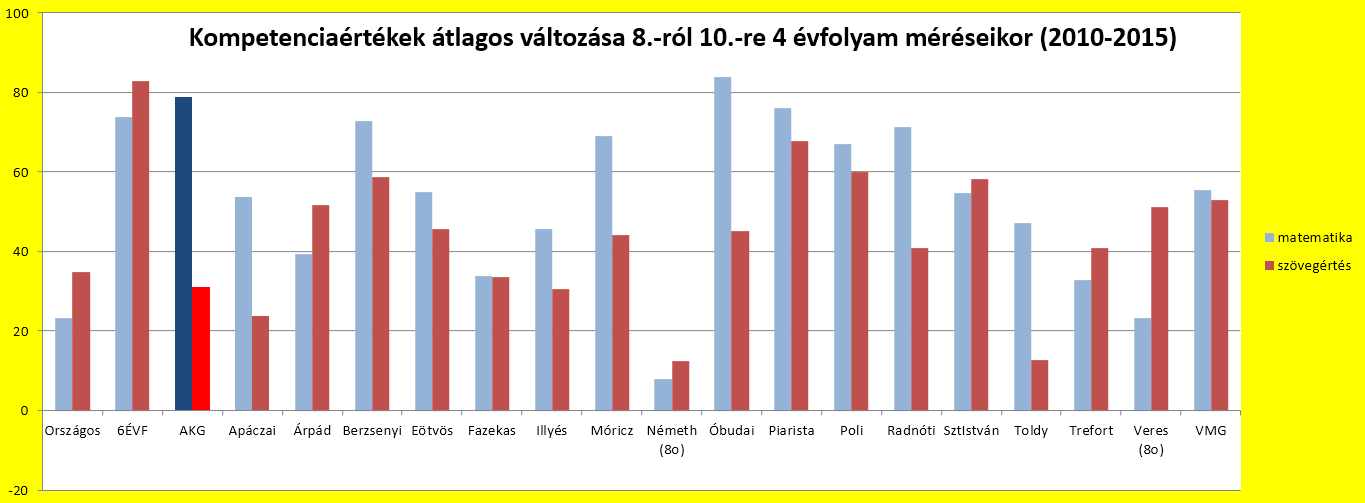 Kompetenciaértékek átlagos változása 8.-ról 10.-re 4 évfolyam méréseikor (2010-2015)
100
80
60
40
20
0
-20
Országos 6ÉVF AKG Apáczai Árpád Berzsenyi Eötvös Fazekas Illyés Móricz Németh (8o) Óbudai Piarista Poli Radnóti SztIstván Toldy Trefort Veres (8o) VMG
matematika
szövegértés